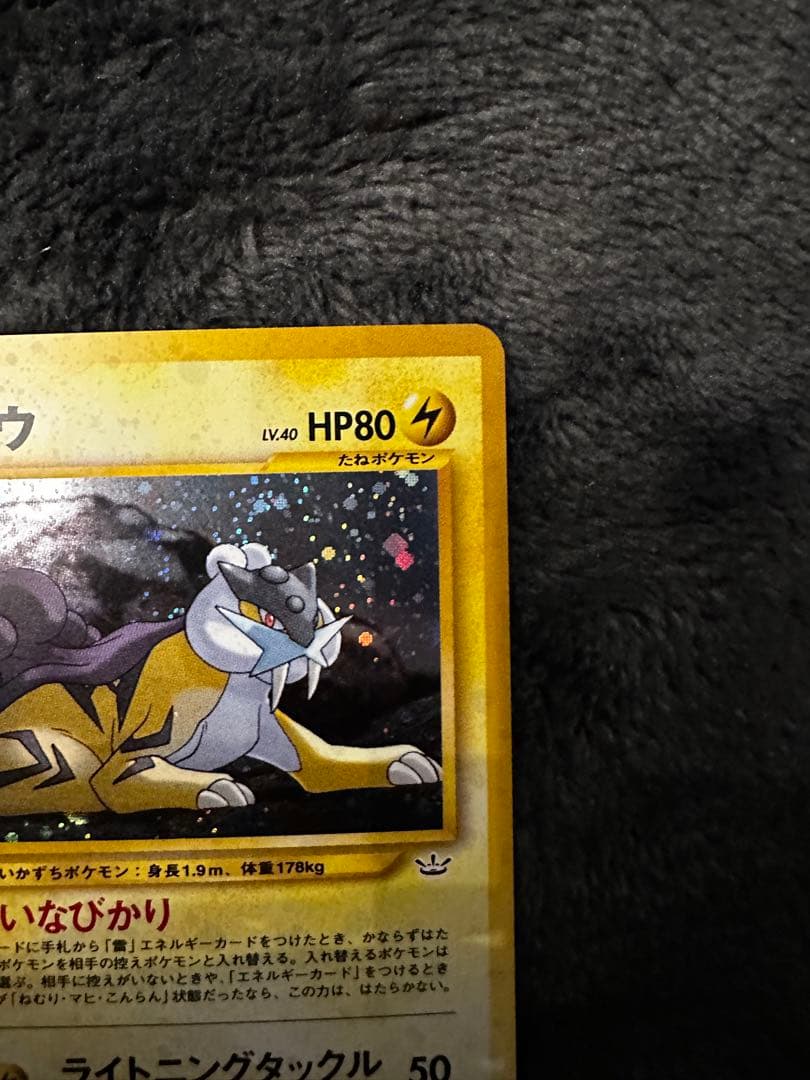 ウ
LV.40 HP80
たねポケモン
いかずちポケモン：身長1.9m、体重178kg
いなびかり
ードに手札から「雷」エネルギーカードをつけたとき、かならずはた
ポケモンを相手の控えポケモンと入れ替える。入れ替えるポケモンは
選ぶ。相手に控えがいないときや、「エネルギーカード」をつけるとき
が「ねむり・マヒ・こんらん」状態だったなら、この力は、はたらかない。
ライトニングタックル 50